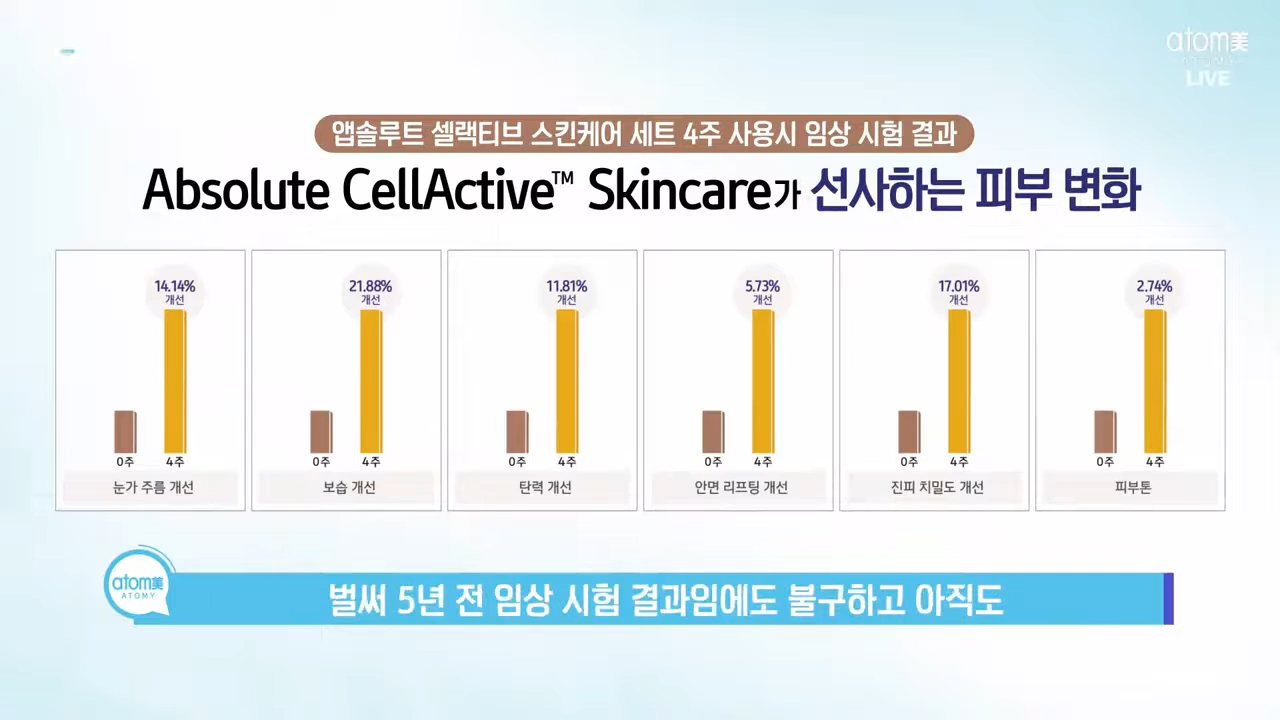 atom美
LIVE
앱솔루트 셀랙티브 스킨케어 세트 4주 사용시 임상 시험 결과
Absolute CellActive™ Skincare가 선사하는 피부 변화
14.14%
개선
0주 4주
눈가 주름 개선
21.88%
개선
0주 4주
보습 개선
11.81%
개선
0주 4주
탄력 개선
5.73%
개선
0주 4주
안면 리프팅 개선
17.01%
개선
0주 4주
진피 치밀도 개선
2.74%
개선
0주 4주
피부톤
atom美
ATOMY
벌써 5년 전 임상 시험 결과임에도 불구하고 아직도